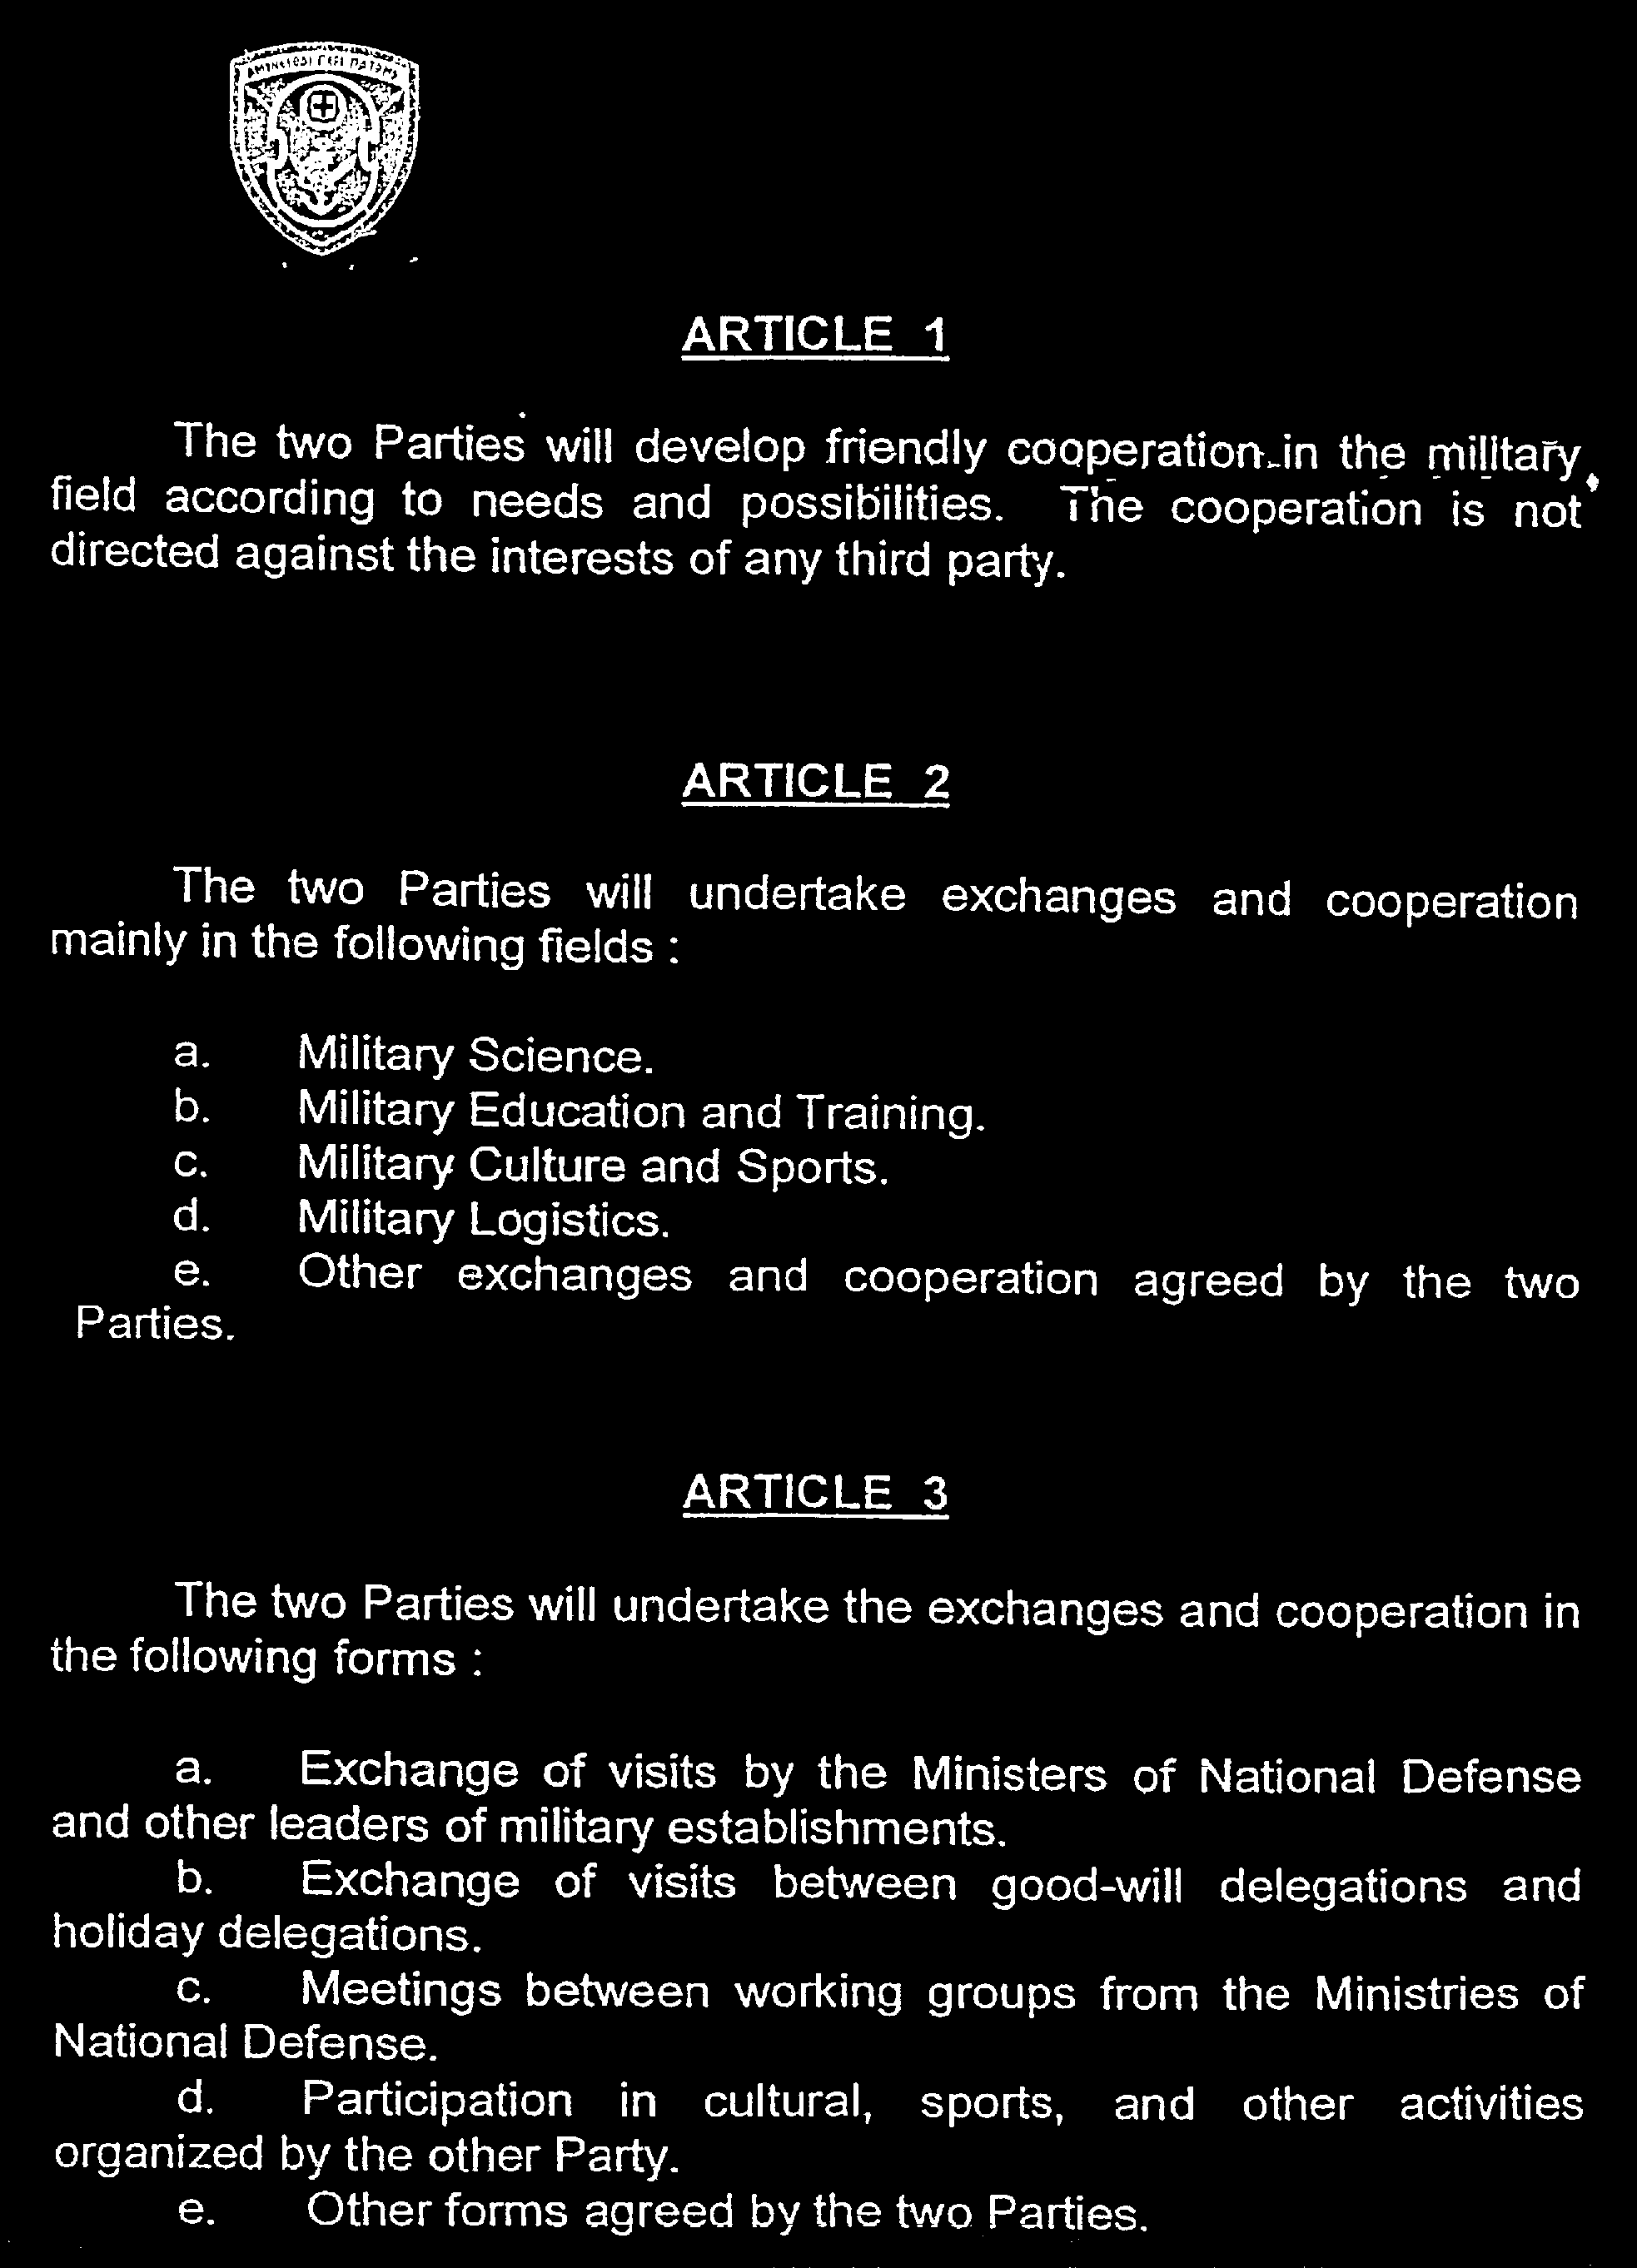 ARTICLE 1
The two Parties will develop friendly cooperation in the military
field according to needs and possibilities. The cooperation is not
directed against the interests of any third party.
ARTICLE 2
The two Parties will undertake exchanges and cooperation
mainly in the following fields :
a. Military Science.
b. Military Education and Training.
c. Military Culture and Sports.
d. Military Logistics.
e. Other exchanges and cooperation agreed by the two
Parties.
ARTICLE 3
The two Parties will undertake the exchanges and cooperation in
the following forms :
a. Exchange of visits by the Ministers of National Defense
and other leaders of military establishments.
b. Exchange of visits between good-will delegations and
holiday delegations.
c. Meetings between working groups from the Ministries of
National Defense.
d. Participation in cultural, sports, and other activities
organized by the other Party.
e. Other forms agreed by the two Parties.